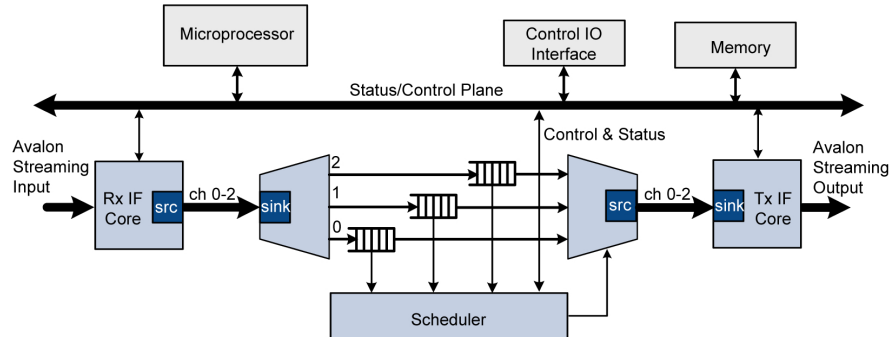 Microprocessor
Control IO
Interface
Memory
Status/Control Plane
Control & Status
Avalon
Streaming
Input
Rx IF
Core
src
ch 0-2
sink
2
1
0
src
ch 0-2
sink
Tx IF
Core
Avalon
Streaming
Output
Scheduler